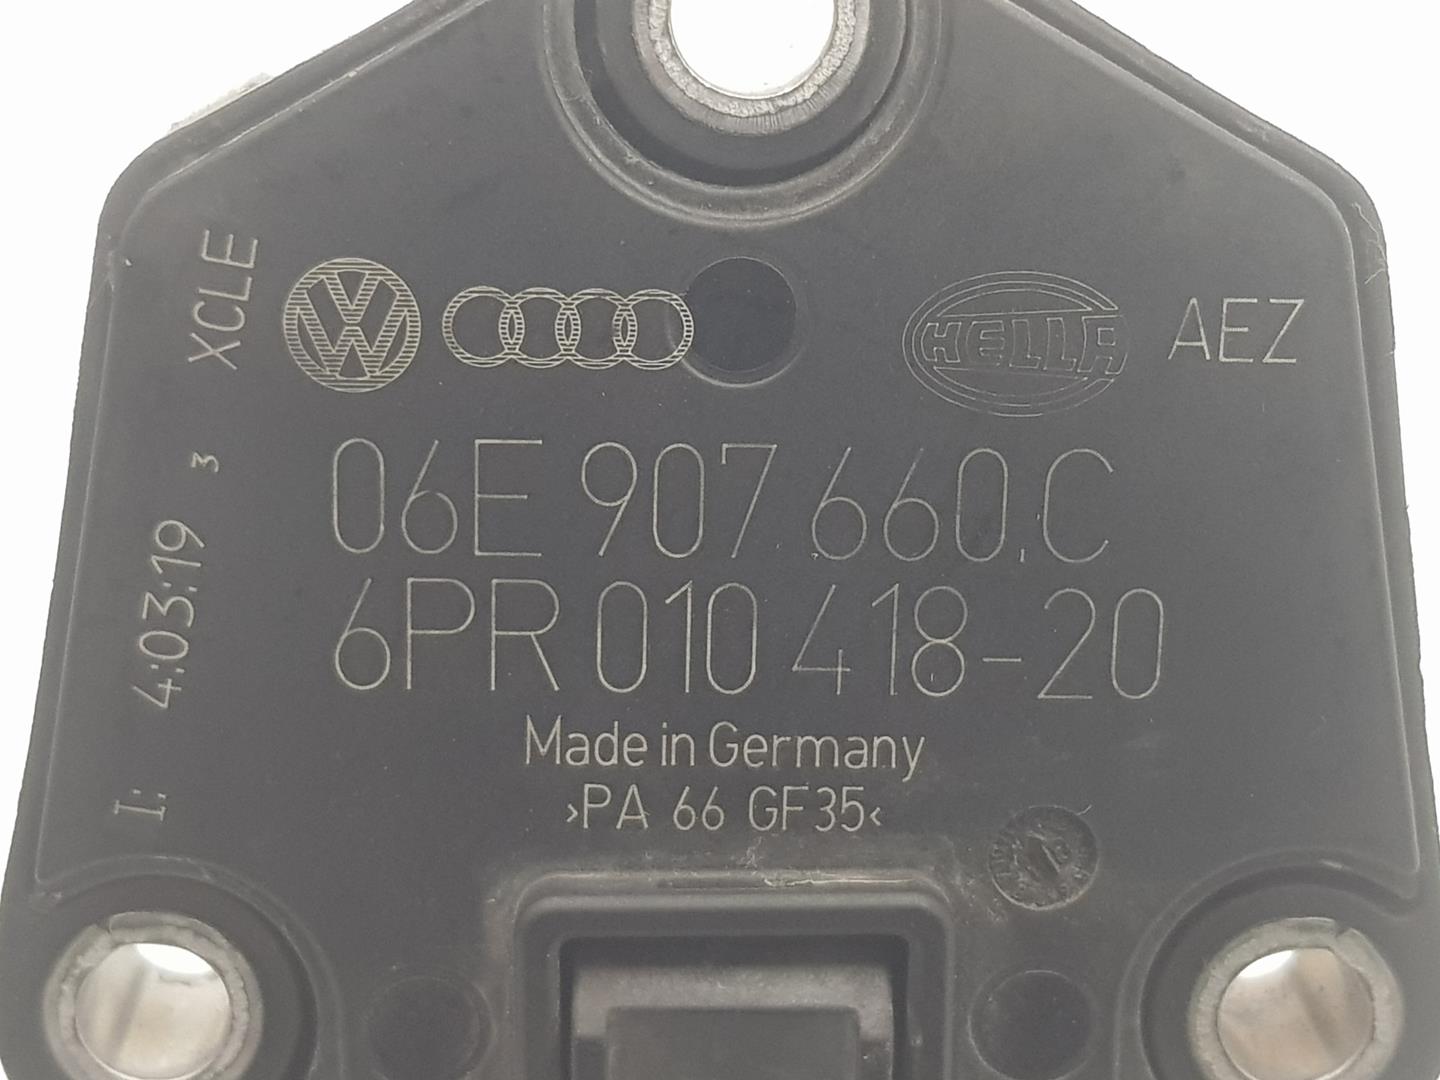 XCLE
VW
HELLA
AEZ
06E 907 660 C
6PR 010 418-20
Made in Germany
>PA 66 GF35<
I: 4:03:19 3